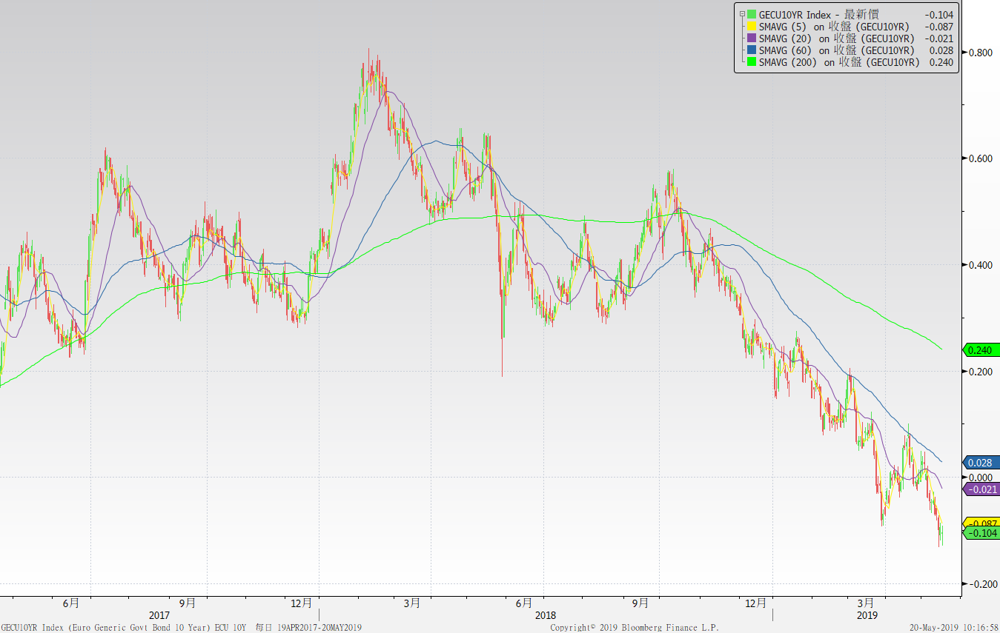 GECU10YR Index - 最新價 -0.104
SMAVG (5) on 收盤 (GECU10YR) -0.087
SMAVG (20) on 收盤 (GECU10YR) -0.021
SMAVG (60) on 收盤 (GECU10YR) 0.028
SMAVG (200) on 收盤 (GECU10YR) 0.240
0.800
0.600
0.400
0.240
0.200
0.028
0.000
-0.021
-0.087
-0.104
-0.200
6月 9月 12月 3月 6月 9月 12月 3月
2017 2018 2019
GECU10YR Index (Euro Generic Govt Bond 10 Year) ECU 10Y 每日 19APR2017-20MAY2019 Copyright© 2019 Bloomberg Finance L.P. 20-May-2019 10:16:58